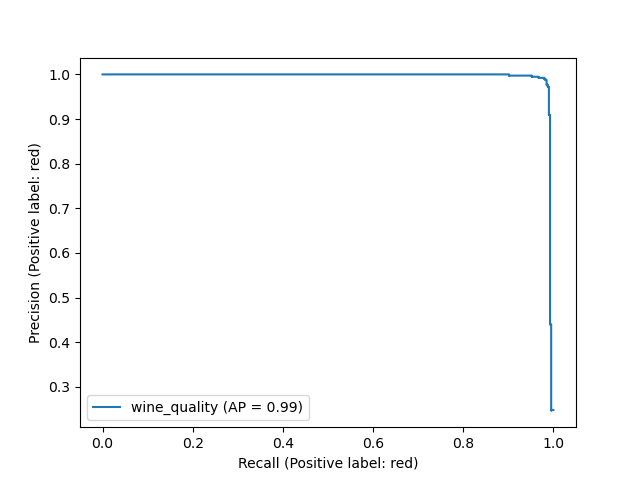 1.0
0.9
0.8
0.7
0.6
0.5
0.4
0.3
Precision (Positive label: red)
wine_quality (AP = 0.99)
0.0 0.2 0.4 0.6 0.8 1.0
Recall (Positive label: red)